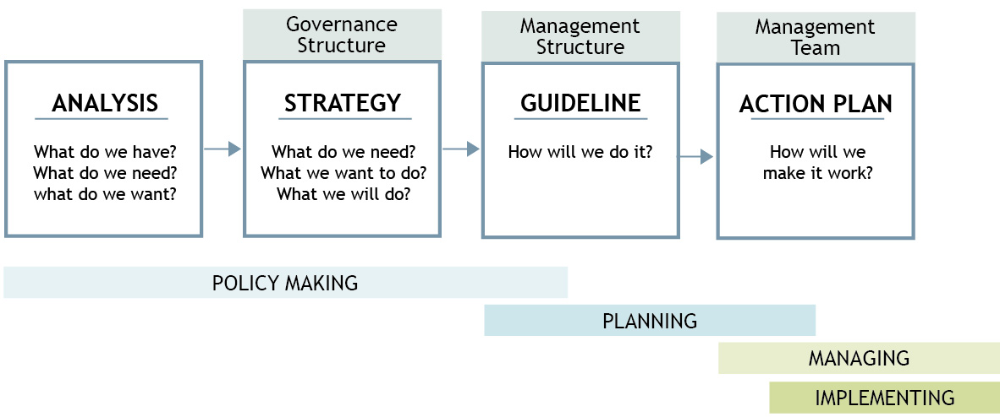 Governance
Structure
Management
Structure
Management
Team
ANALYSIS
What do we have?
What do we need?
what do we want?
STRATEGY
What do we need?
What we want to do?
What we will do?
GUIDELINE
How will we do it?
ACTION PLAN
How will we
make it work?
POLICY MAKING
PLANNING
MANAGING
IMPLEMENTING